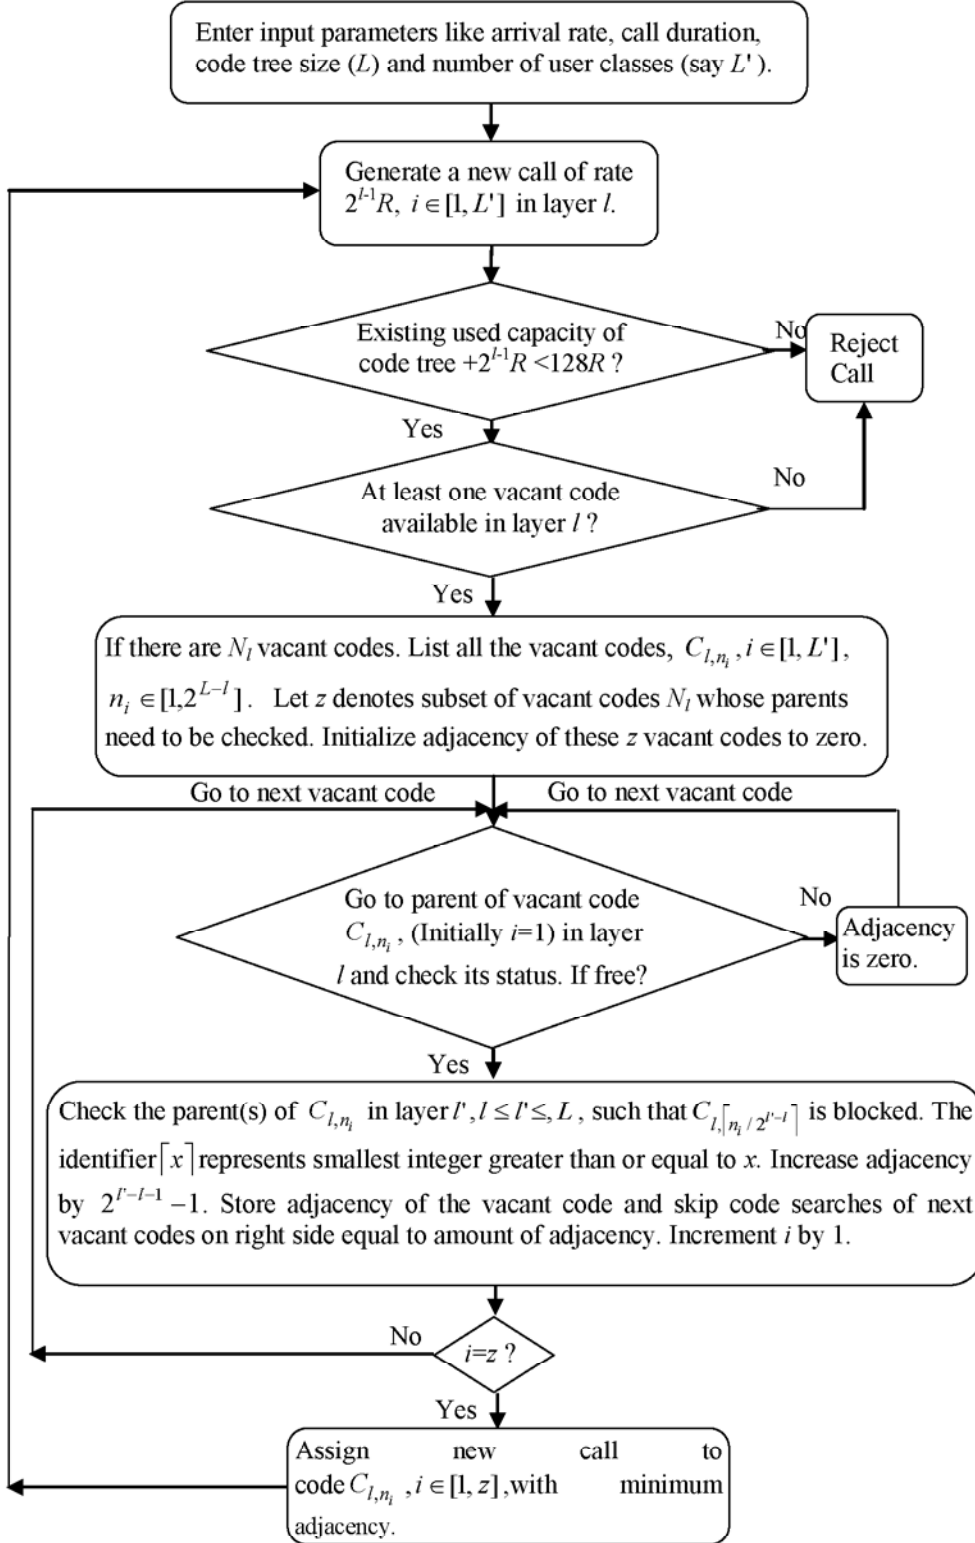 Enter input parameters like arrival rate, call duration,
code tree size (L) and number of user classes (say L' ).
Generate a new call of rate
2^{l-1}R, i ∈ [1, L'] in layer l.
Existing used capacity of
code tree +2^{l-1}R <128R ?
No
Reject
Call
Yes
At least one vacant code
available in layer l ?
No
Yes
If there are N_l vacant codes. List all the vacant codes, C_{l,n_i}, i ∈ [1, L'],
n_i ∈ [1,2^{L-l}]. Let z denotes subset of vacant codes N_l whose parents
need to be checked. Initialize adjacency of these z vacant codes to zero.
Go to next vacant code
Go to next vacant code
Go to parent of vacant code
C_{l,n_i}, (Initially i=1) in layer
l and check its status. If free?
No
Adjacency
is zero.
Yes
Check the parent(s) of C_{l,n_i} in layer l', l ≤ l' ≤, L, such that C_{l,⌈n_i/2^{l'-l}⌉} is blocked. The
identifier ⌈x⌉ represents smallest integer greater than or equal to x. Increase adjacency
by 2^{l'-l-1} -1. Store adjacency of the vacant code and skip code searches of next
vacant codes on right side equal to amount of adjacency. Increment i by 1.
No
i=z ?
Yes
Assign new call to
code C_{l,n_i}, i ∈ [1, z] ,with minimum
adjacency.